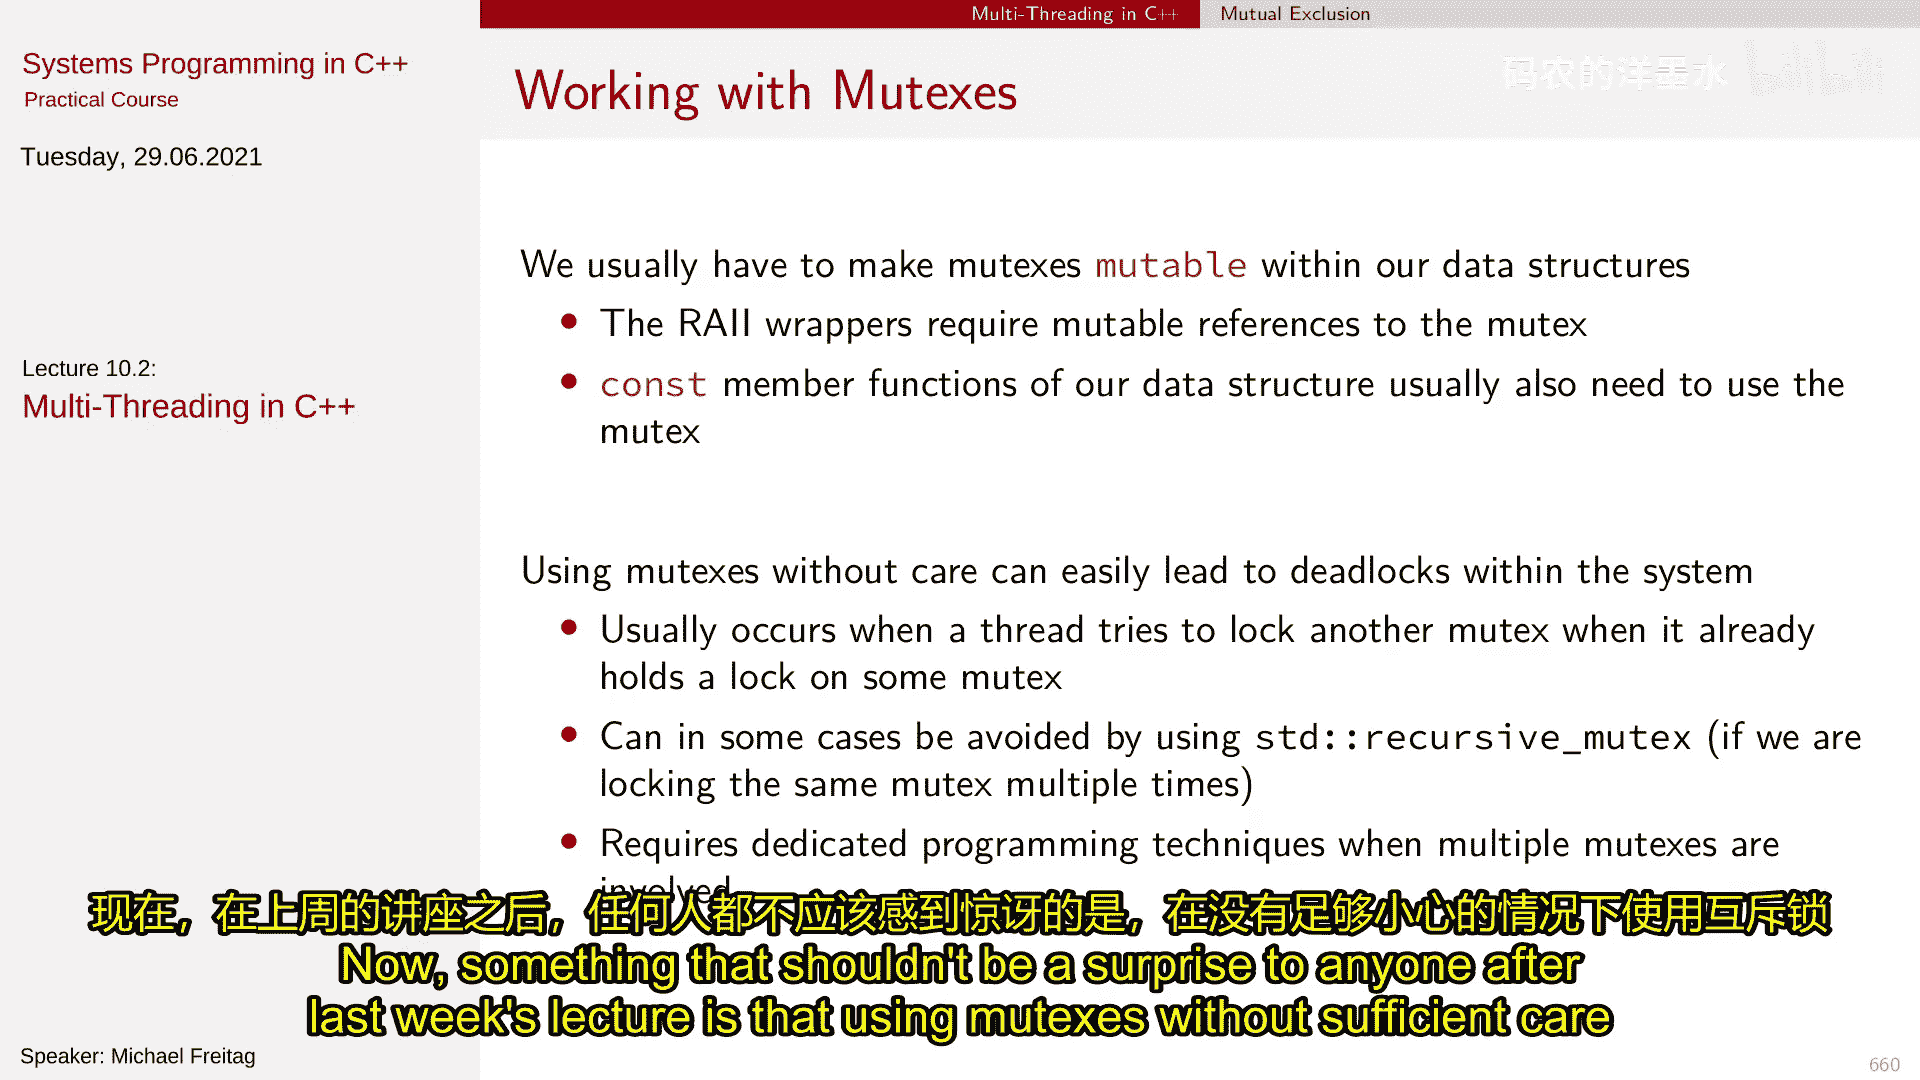 Multi-Threading in C++
Mutual Exclusion
Systems Programming in C++
Practical Course
Tuesday, 29.06.2021
Lecture 10.2:
Multi-Threading in C++
Working with Mutexes
码农的洋墨水
bilibili
We usually have to make mutexes mutable within our data structures
• The RAII wrappers require mutable references to the mutex
• const member functions of our data structure usually also need to use the
mutex
Using mutexes without care can easily lead to deadlocks within the system
• Usually occurs when a thread tries to lock another mutex when it already
holds a lock on some mutex
• Can in some cases be avoided by using std::recursive_mutex (if we are
locking the same mutex multiple times)
• Requires dedicated programming techniques when multiple mutexes are
involved
现在，在上周的讲座之后，任何人都不应该感到惊讶的是，在没有足够小心的情况下使用互斥锁
Now, something that shouldn't be a surprise to anyone after
last week's lecture is that using mutexes without sufficient care
Speaker: Michael Freitag
660